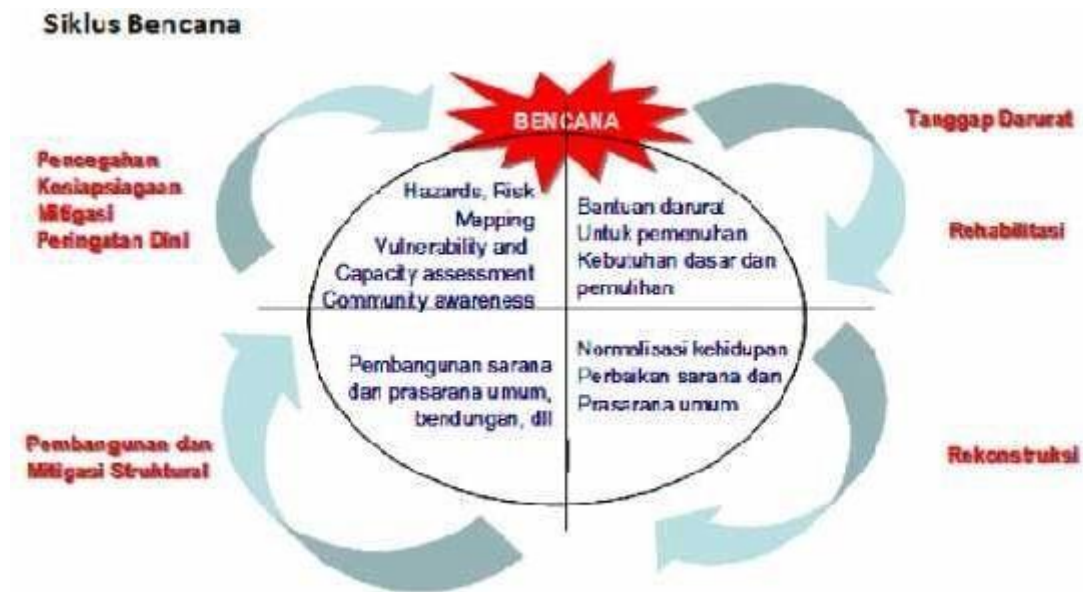 Siklus Bencana
BENCANA
Tanggap Darurat
Rehabilitasi
Rekonstruksi
Pencegahan
Kesiapsiagaan
Mitigasi
Peringatan Dini
Pembangunan dan
Mitigasi Struktural
Hazards, Risk
Mapping
Vulnerability and
Capacity assessment
Community awareness
Bantuan darurat
Untuk pemenuhan
Kebutuhan dasar dan
pemulihan
Pembangunan sarana
dan prasarana umum,
bendungan, dll
Normalisasi kehidupan
Perbaikan sarana dan
Prasarana umum